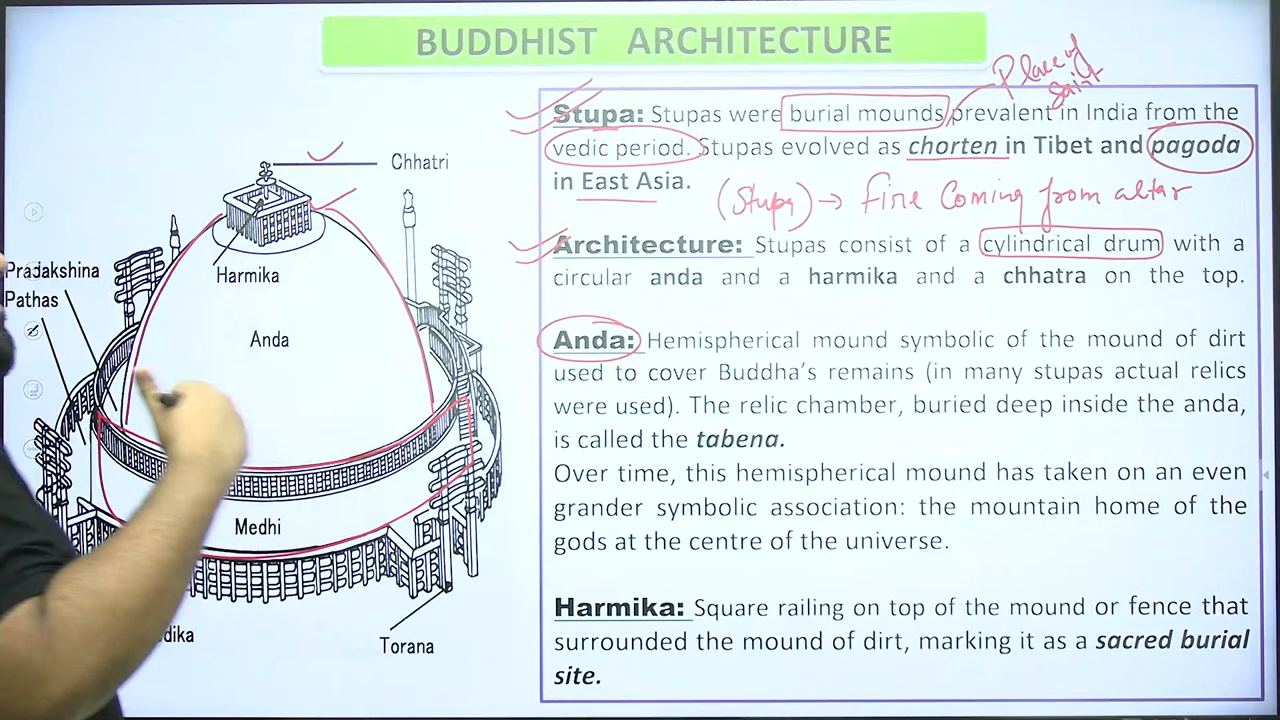 BUDDHIST ARCHITECTURE
Place of
Saint
Stupa: Stupas were burial mounds prevalent in India from the
vedic period. Stupas evolved as chorten in Tibet and pagoda
in East Asia.
(Stupa) → Fire Coming from altar
Architecture: Stupas consist of a cylindrical drum with a
circular anda and a harmika and a chhatra on the top.
Anda: Hemispherical mound symbolic of the mound of dirt
used to cover Buddha's remains (in many stupas actual relics
were used). The relic chamber, buried deep inside the anda,
is called the tabena.
Over time, this hemispherical mound has taken on an even
grander symbolic association: the mountain home of the
gods at the centre of the universe.
Harmika: Square railing on top of the mound or fence that
surrounded the mound of dirt, marking it as a sacred burial
site.
Chhatri
Harmika
Pradakshina
Pathas
Anda
Medhi
dika
Torana